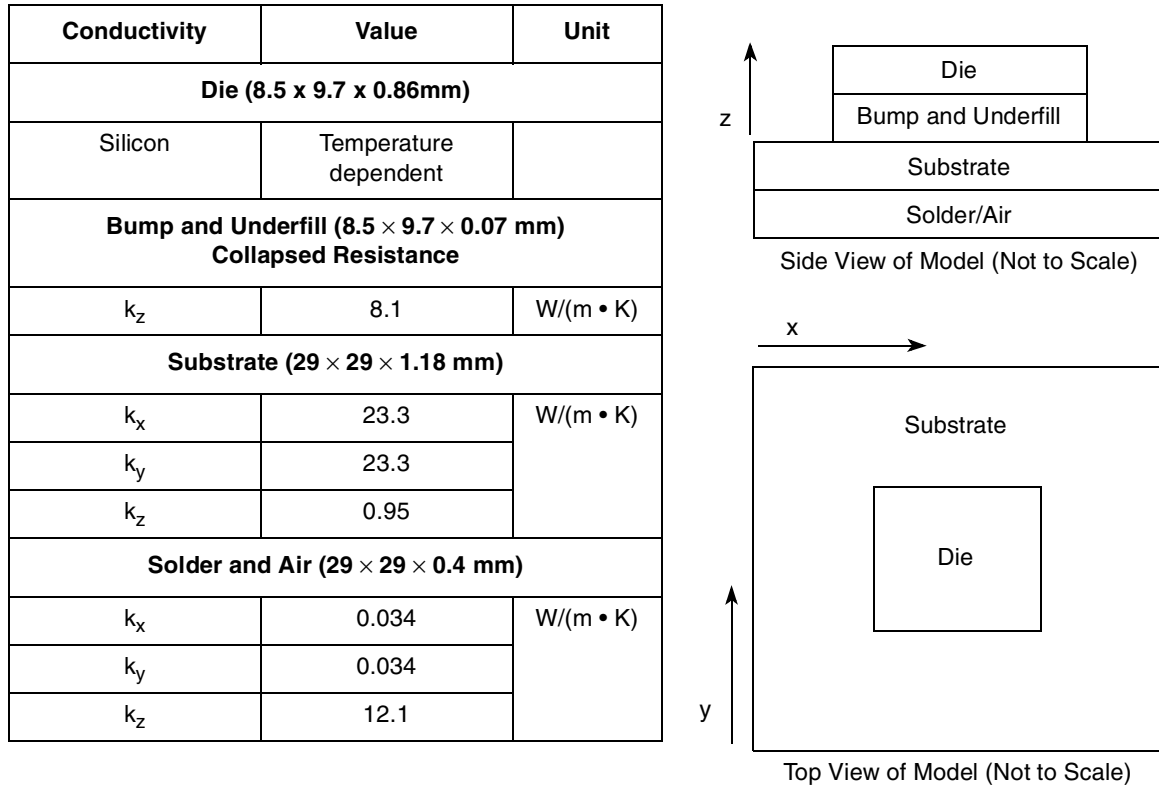 Conductivity Value Unit
Die (8.5 x 9.7 x 0.86mm)
Silicon Temperature
dependent
Bump and Underfill (8.5 × 9.7 × 0.07 mm)
Collapsed Resistance
kz 8.1 W/(m • K)
Substrate (29 × 29 × 1.18 mm)
kx 23.3 W/(m • K)
ky 23.3
kz 0.95
Solder and Air (29 × 29 × 0.4 mm)
kx 0.034 W/(m • K)
ky 0.034
kz 12.1
z
Die
Bump and Underfill
Substrate
Solder/Air
Side View of Model (Not to Scale)
x
Substrate
Die
y
Top View of Model (Not to Scale)